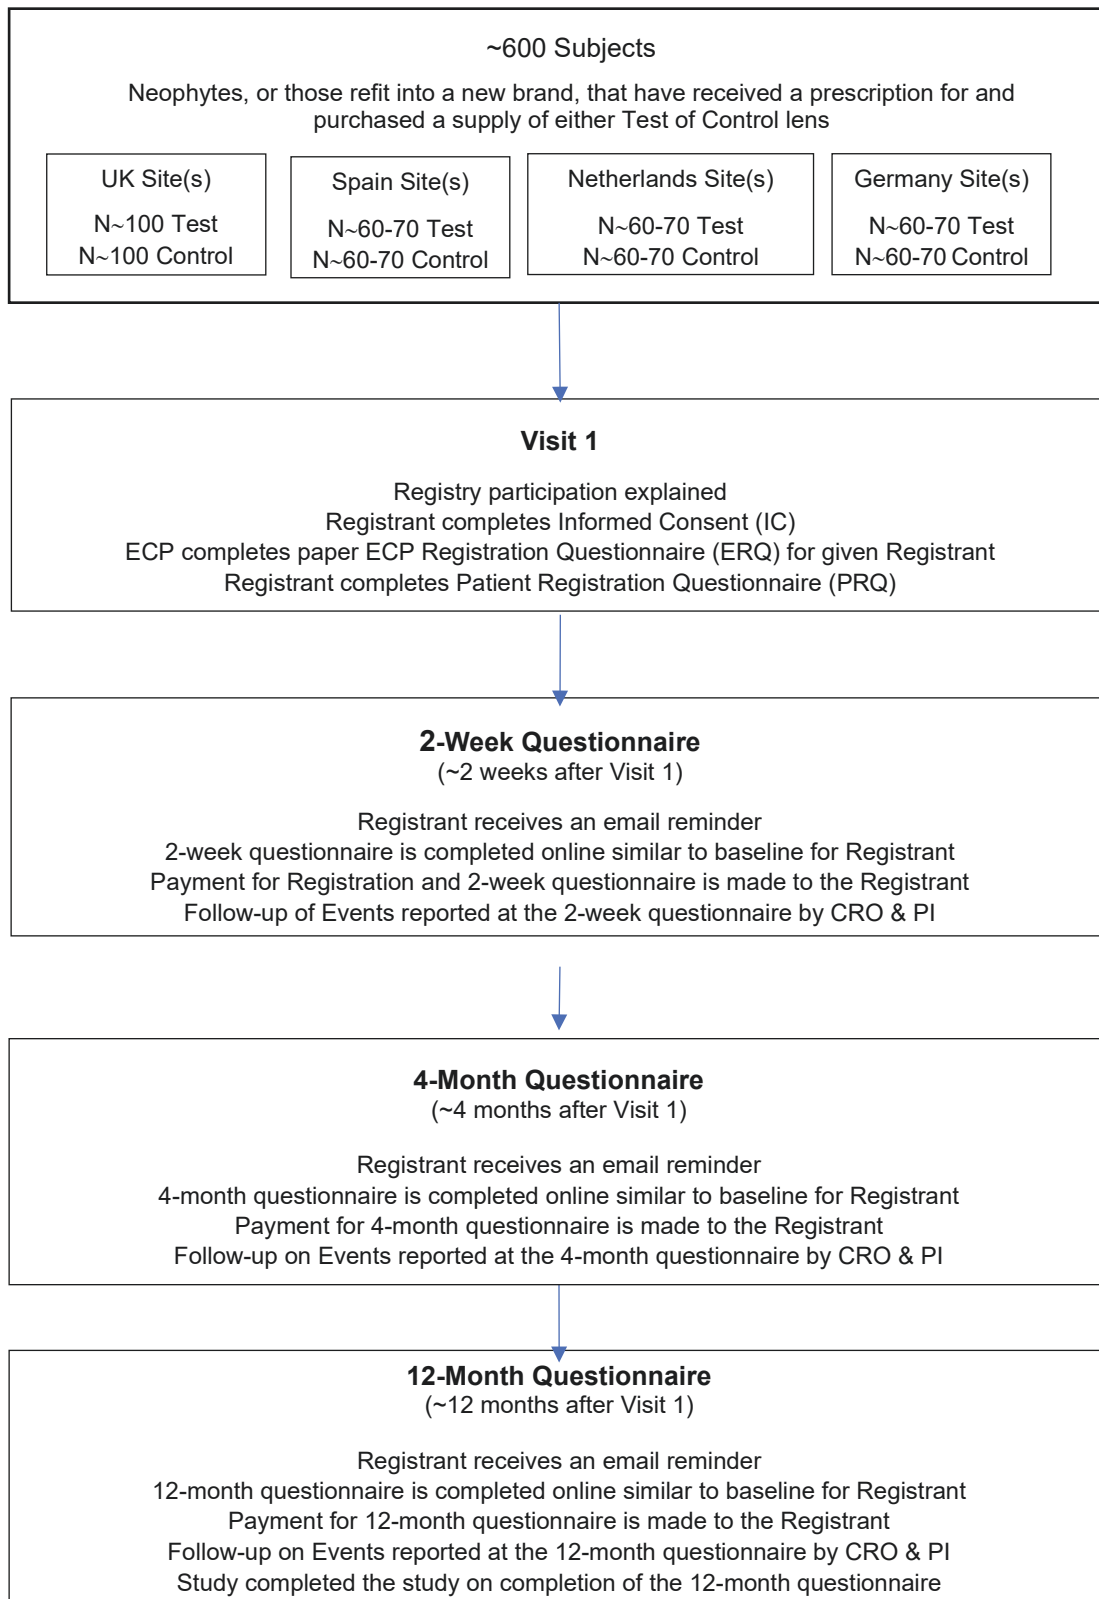 ~600 Subjects
Neophytes, or those refit into a new brand, that have received a prescription for and
purchased a supply of either Test of Control lens
UK Site(s)
N~100 Test
N~100 Control
Spain Site(s)
N~60-70 Test
N~60-70 Control
Netherlands Site(s)
N~60-70 Test
N~60-70 Control
Germany Site(s)
N~60-70 Test
N~60-70 Control
Visit 1
Registry participation explained
Registrant completes Informed Consent (IC)
ECP completes paper ECP Registration Questionnaire (ERQ) for given Registrant
Registrant completes Patient Registration Questionnaire (PRQ)
2-Week Questionnaire
(~2 weeks after Visit 1)
Registrant receives an email reminder
2-week questionnaire is completed online similar to baseline for Registrant
Payment for Registration and 2-week questionnaire is made to the Registrant
Follow-up of Events reported at the 2-week questionnaire by CRO & PI
4-Month Questionnaire
(~4 months after Visit 1)
Registrant receives an email reminder
4-month questionnaire is completed online similar to baseline for Registrant
Payment for 4-month questionnaire is made to the Registrant
Follow-up on Events reported at the 4-month questionnaire by CRO & PI
12-Month Questionnaire
(~12 months after Visit 1)
Registrant receives an email reminder
12-month questionnaire is completed online similar to baseline for Registrant
Payment for 12-month questionnaire is made to the Registrant
Follow-up on Events reported at the 12-month questionnaire by CRO & PI
Study completed the study on completion of the 12-month questionnaire